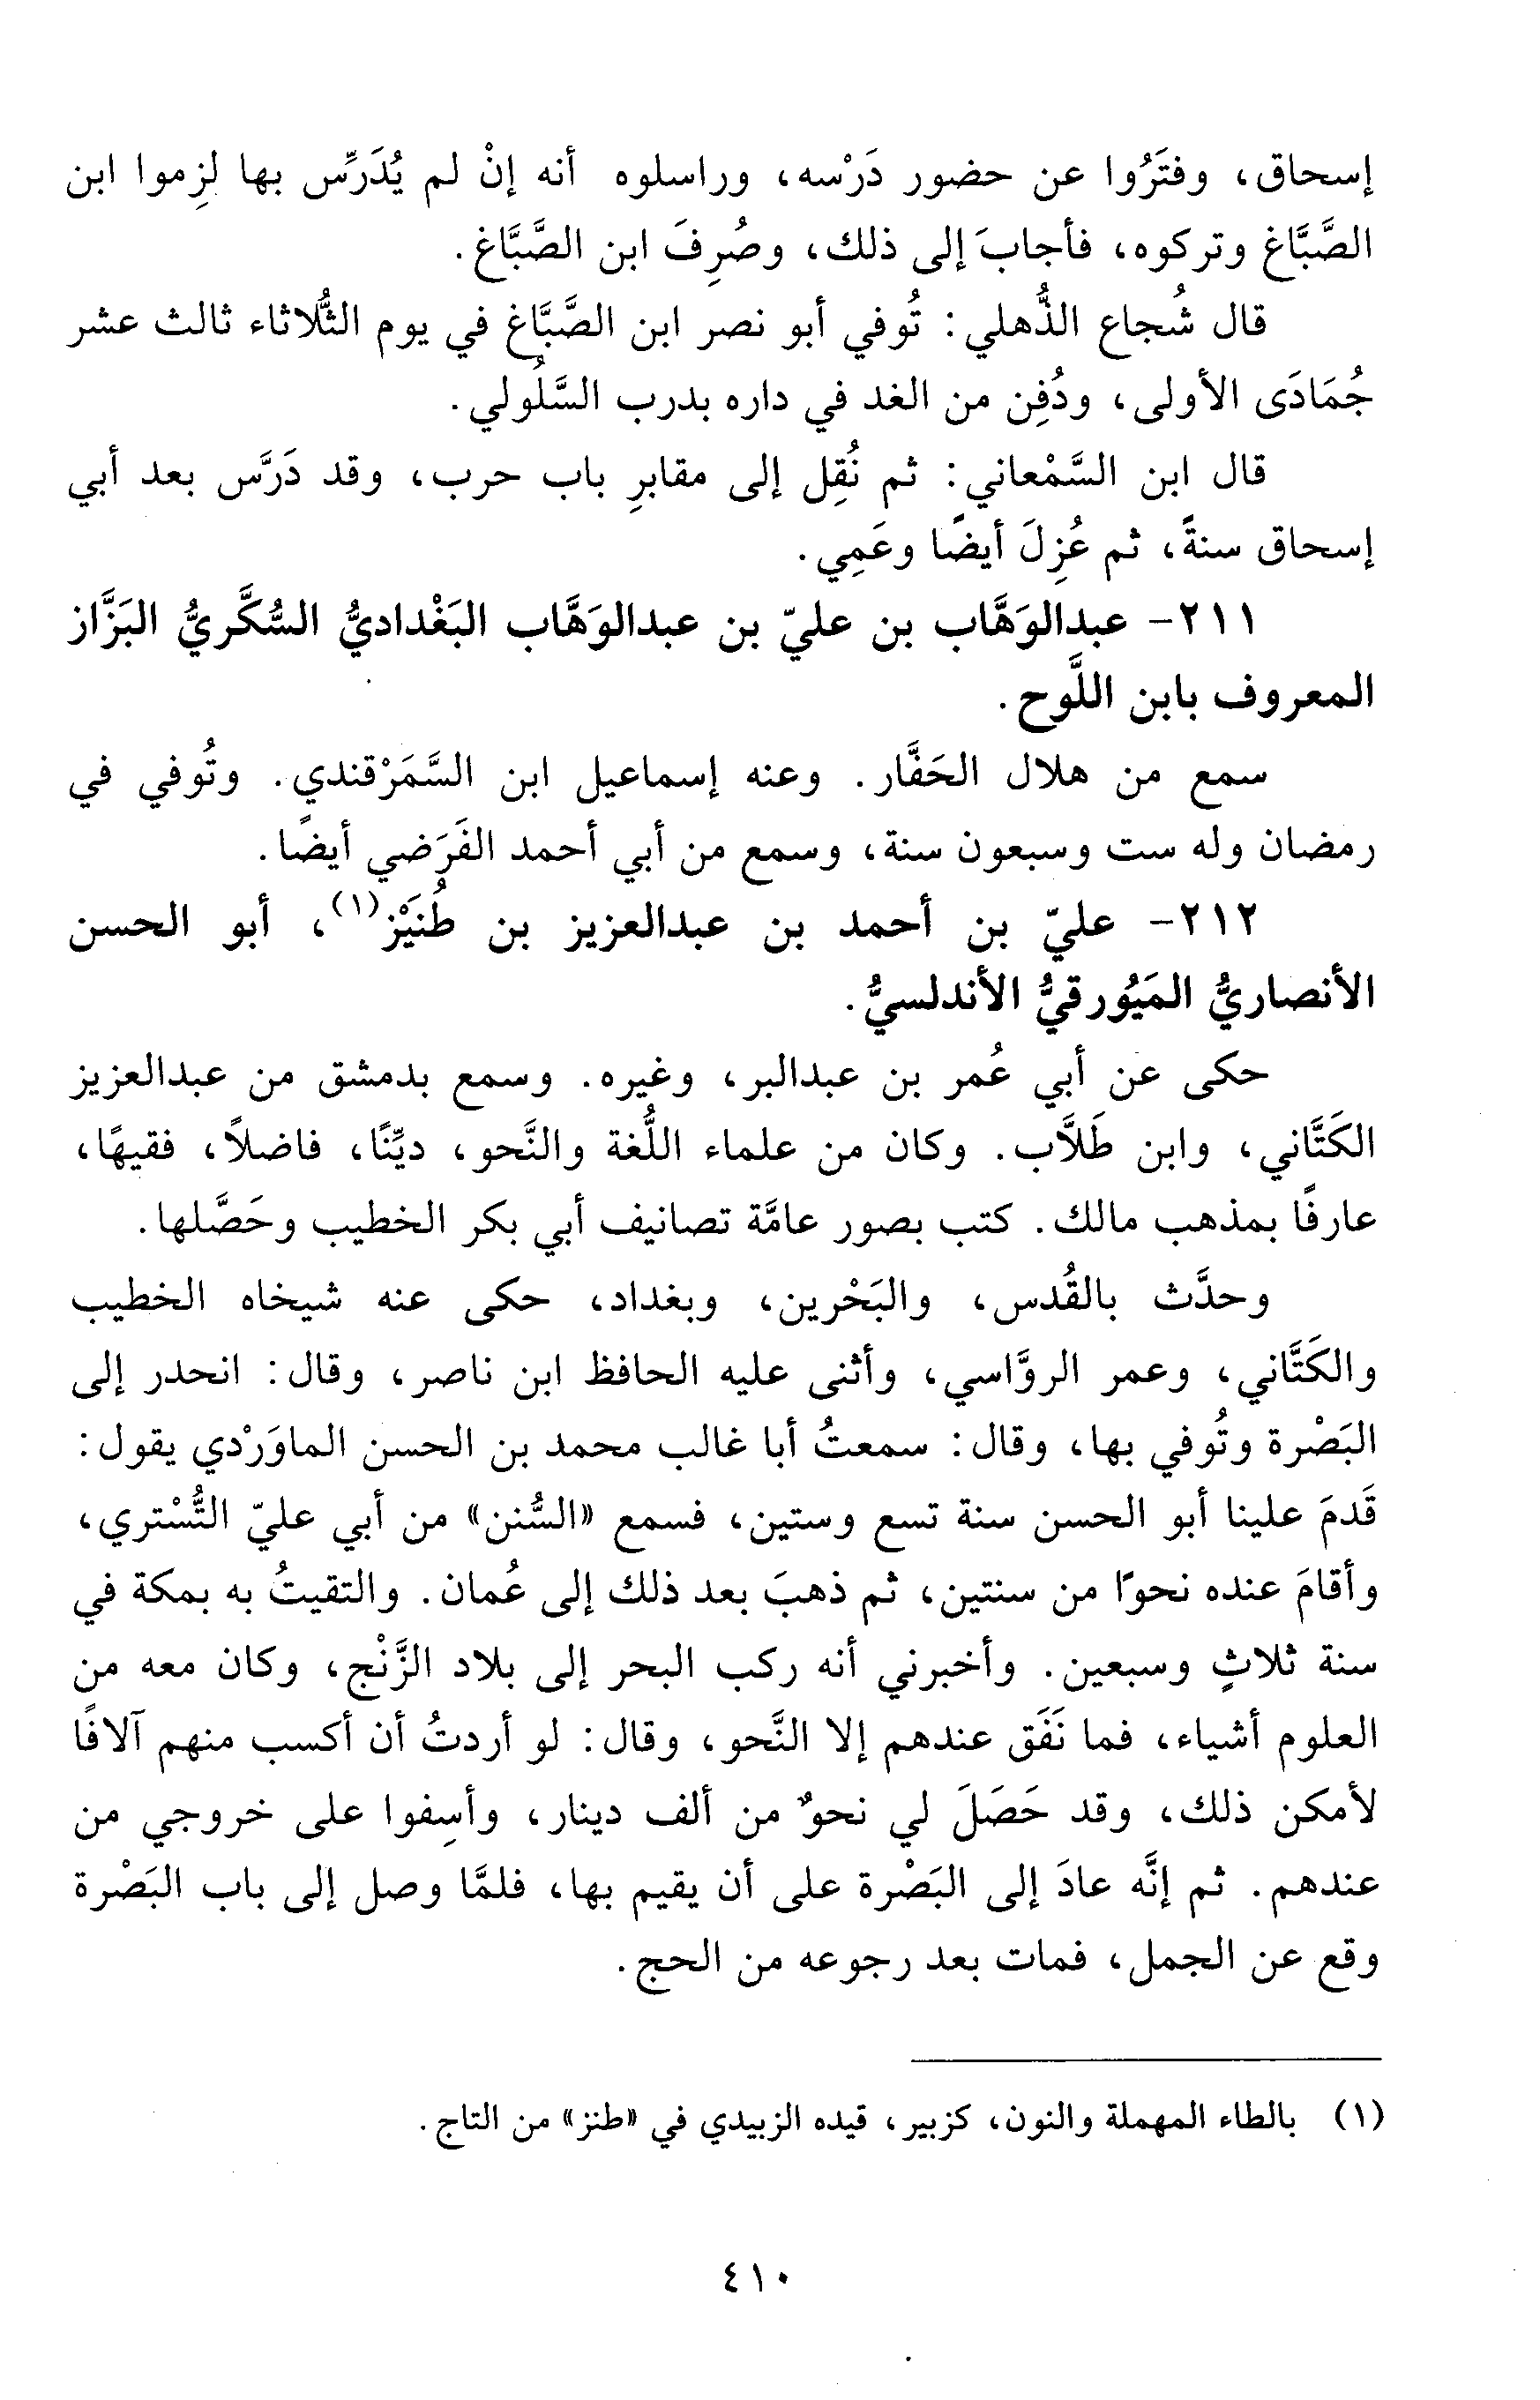 إسحاق، وفتَرُوا عن حضور دَرْسه، وراسلوه أنه إنْ لم يُدَرِّس بها لزِموا ابن
الصَّبَّاغ وتركوه، فأجابَ إلى ذلك، وصُرِفَ ابن الصَّبَّاغ.
قال شُجاع الذُّهلي: تُوفي أبو نصر ابن الصَّبَّاغ في يوم الثُّلاثاء ثالث عشر
جُمَادَى الأولى، ودُفِن من الغد في داره بدرب السَّلُولي.
قال ابن السَّمْعاني: ثم نُقِل إلى مقابرِ باب حرب، وقد دَرَّس بعد أبي
إسحاق سنةً، ثم عُزِلَ أيضًا وعَمِي.
٢١١- عبدالوَهَّاب بن عليّ بن عبدالوَهَّاب البَغْداديُّ السُّكَّريُّ البَزَّاز
المعروف بابن اللَّوح.
سمع من هلال الحَفَّار. وعنه إسماعيل ابن السَّمَرْقندي. وتُوفي في
رمضان وله ست وسبعون سنة، وسمع من أبي أحمد الفَرَضي أيضًا.
٢١٢- عليّ بن أحمد بن عبدالعزيز بن طُنَيْز(١)، أبو الحسن
الأنصاريُّ المَيُورقيُّ الأندلسيُّ.
حكى عن أبي عُمر بن عبدالبر، وغيره. وسمع بدمشق من عبدالعزيز
الكَتَّاني، وابن طَلَّاب. وكان من علماء اللُّغة والنَّحو، ديِّنًا، فاضلاً، فقيهًا،
عارفًا بمذهب مالك. كتب بصور عامَّة تصانيف أبي بكر الخطيب وحَصَّلها.
وحدَّث بالقُدس، والبَحْرين، وبغداد، حكى عنه شيخاه الخطيب
والكَتَّاني، وعمر الروَّاسي، وأثنى عليه الحافظ ابن ناصر، وقال: انحدر إلى
البَصْرة وتُوفي بها، وقال: سمعتُ أبا غالب محمد بن الحسن الماوَرْدي يقول:
قَدمَ علينا أبو الحسن سنة تسع وستين، فسمع «السُّنن» من أبي عليّ التُّسْتري،
وأقامَ عنده نحوًا من سنتين، ثم ذهبَ بعد ذلك إلى عُمان. والتقيتُ به بمكة في
سنة ثلاثٍ وسبعين. وأخبرني أنه ركب البحر إلى بلاد الزَّنْج، وكان معه من
العلوم أشياء، فما نَفَق عندهم إلا النَّحو، وقال: لو أردتُ أن أكسب منهم آلافًا
لأمكن ذلك، وقد حَصَلَ لي نحوٌ من ألف دينار، وأسِفوا على خروجي من
عندهم. ثم إنَّه عادَ إلى البَصْرة على أن يقيم بها، فلمَّا وصل إلى باب البَصْرة
وقع عن الجمل، فمات بعد رجوعه من الحج.
(١) بالطاء المهملة والنون، كزبير، قيده الزبيدي في «طنز» من التاج.
٤١٠